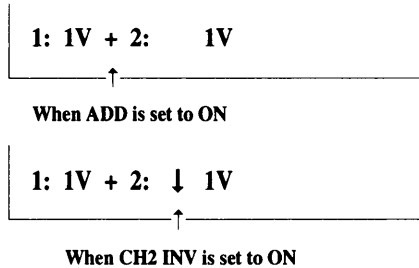 1: 1V + 2: 1V
When ADD is set to ON
1: 1V + 2: ↓ 1V
When CH2 INV is set to ON